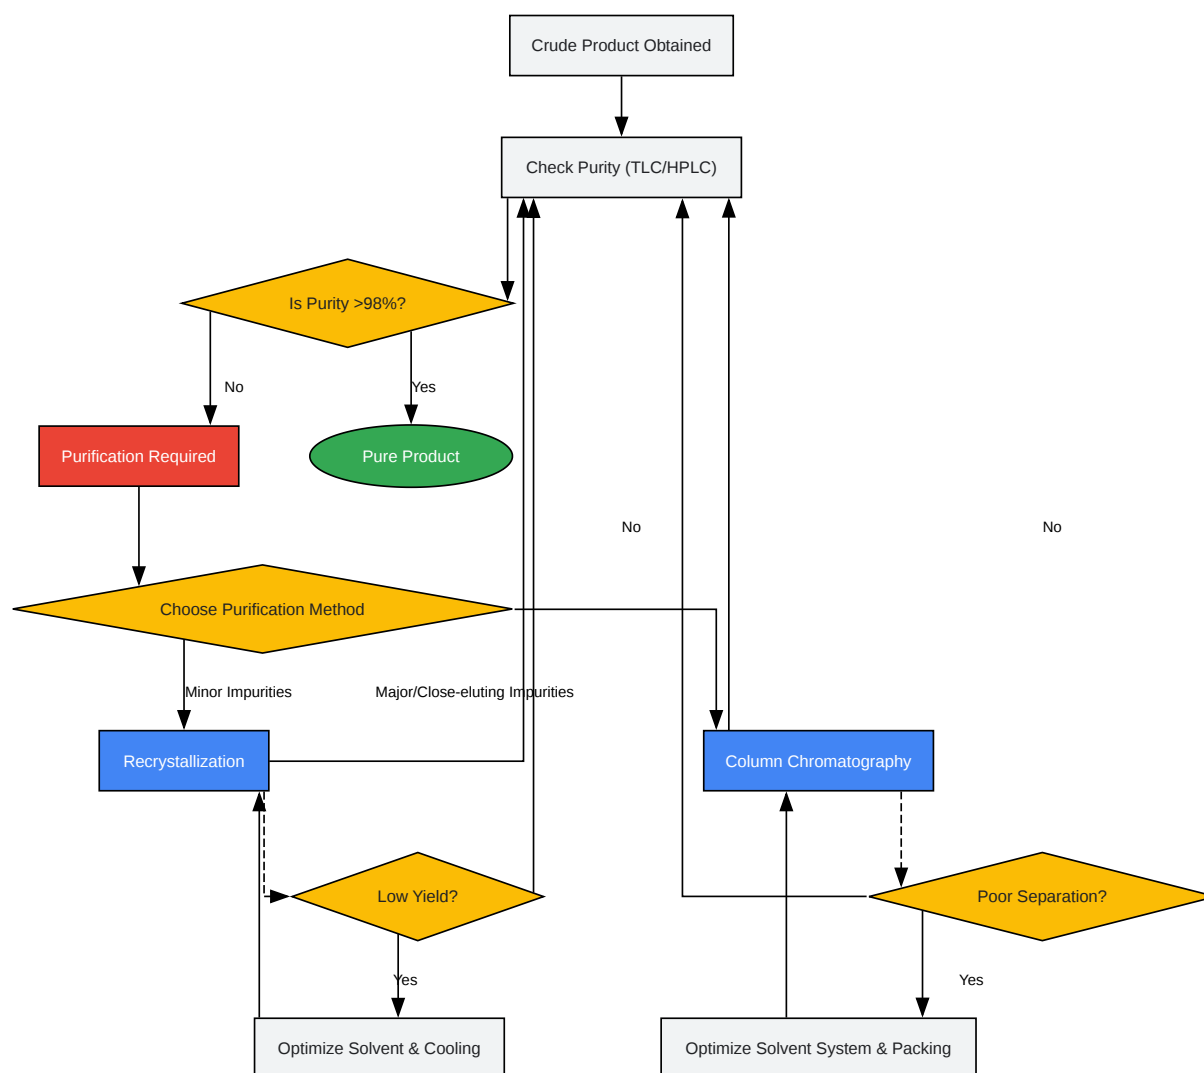 Crude Product Obtained
Check Purity (TLC/HPLC)
Is Purity >98%?
No
Yes
Purification Required
Pure Product
No
No
Choose Purification Method
Minor Impurities
Major/Close-eluting Impurities
Recrystallization
Column Chromatography
Low Yield?
Poor Separation?
Yes
Yes
Optimize Solvent & Cooling
Optimize Solvent System & Packing